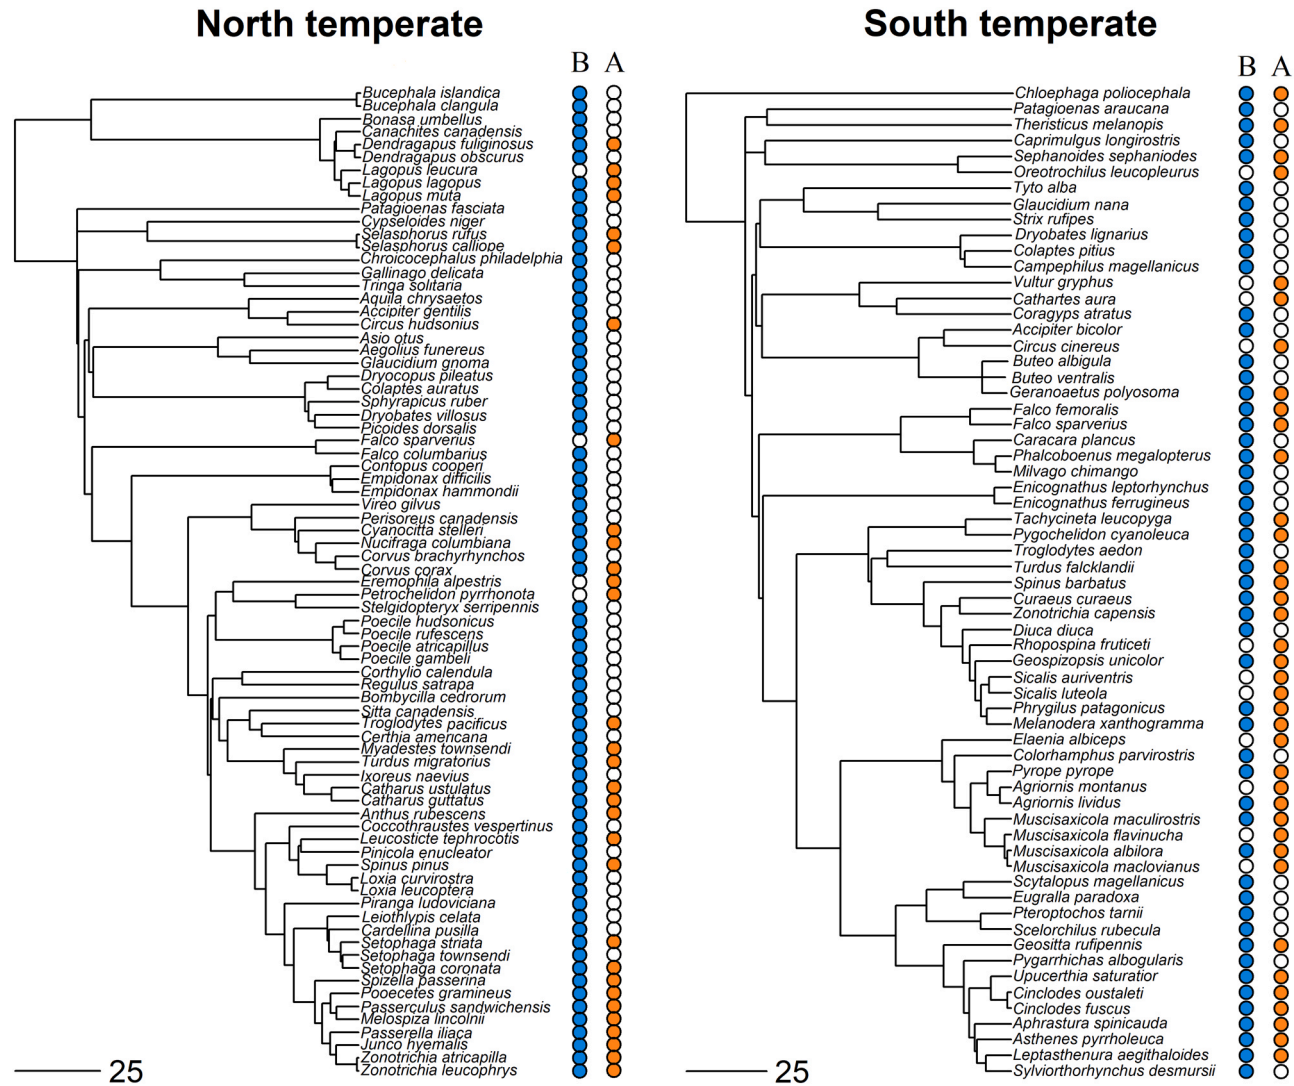 North temperate
B A
Bucephala islandica
Bucephala clangula
Bonasa umbellus
Canachites canadensis
Dendragapus fuliginosus
Dendragapus obscurus
Lagopus leucura
Lagopus lagopus
Lagopus muta
Patagioenas fasciata
Cypseloides niger
Selasphorus rufus
Selasphorus calliope
Chroicocephalus philadelphia
Gallinago delicata
Tringa solitaria
Aquila chrysaetos
Accipiter gentilis
Circus hudsonius
Asio otus
Aegolius funereus
Glaucidium gnoma
Dryocopus pileatus
Colaptes auratus
Sphyrapicus ruber
Dryobates villosus
Picoides dorsalis
Falco sparverius
Falco columbarius
Contopus cooperi
Empidonax difficilis
Empidonax hammondii
Vireo gilvus
Perisoreus canadensis
Cyanocitta stelleri
Nucifraga columbiana
Corvus brachyrhynchos
Corvus corax
Eremophila alpestris
Petrochelidon pyrrhonota
Stelgidopteryx serripennis
Poecile hudsonicus
Poecile rufescens
Poecile atricapillus
Poecile gambeli
Corthylio calendula
Regulus satrapa
Bombycilla cedrorum
Sitta canadensis
Troglodytes pacificus
Certhia americana
Myadestes townsendi
Turdus migratorius
Ixoreus naevius
Catharus ustulatus
Catharus guttatus
Anthus rubescens
Coccothraustes vespertinus
Leucosticte tephrocotis
Pinicola enucleator
Spinus pinus
Loxia curvirostra
Loxia leucoptera
Piranga ludoviciana
Leiothlypis celata
Cardellina pusilla
Setophaga striata
Setophaga townsendi
Setophaga coronata
Spizella passerina
Pooecetes gramineus
Passerculus sandwichensis
Melospiza lincolnii
Passerella iliaca
Junco hyemalis
Zonotrichia atricapilla
Zonotrichia leucophrys
25
South temperate
B A
Chloephaga poliocephala
Patagioenas araucana
Theristicus melanopis
Caprimulgus longirostris
Sephanoides sephaniodes
Oreotrochilus leucopleurus
Tyto alba
Glaucidium nana
Strix rufipes
Dryobates lignarius
Colaptes pitius
Campephilus magellanicus
Vultur gryphus
Cathartes aura
Coragyps atratus
Accipiter bicolor
Circus cinereus
Buteo albigula
Buteo ventralis
Geranoaetus polyosoma
Falco femoralis
Falco sparverius
Caracara plancus
Phalcoboenus megalopterus
Milvago chimango
Enicognathus leptorhynchus
Enicognathus ferrugineus
Tachycineta leucopyga
Pygochelidon cyanoleuca
Troglodytes aedon
Turdus falcklandii
Spinus barbatus
Curaeus curaeus
Zonotrichia capensis
Diuca diuca
Rhopospina fruticeti
Geospizopsis unicolor
Sicalis auriventris
Sicalis luteola
Phrygilus patagonicus
Melanodera xanthogramma
Elaenia albiceps
Colorhamphus parvirostris
Pyrope pyrope
Agriornis montanus
Agriornis lividus
Muscisaxicola maculirostris
Muscisaxicola flavinucha
Muscisaxicola albilora
Muscisaxicola maclovianus
Scytalopus magellanicus
Eugralla paradoxa
Pteroptochos tarnii
Scelorchilus rubecula
Geositta rufipennis
Pygarrhichas albogularis
Upucerthia saturatior
Cinclodes oustaleti
Cinclodes fuscus
Aphrastura spinicauda
Asthenes pyrrholeuca
Leptasthenura aegithaloides
Sylviorthorhynchus desmursii
25